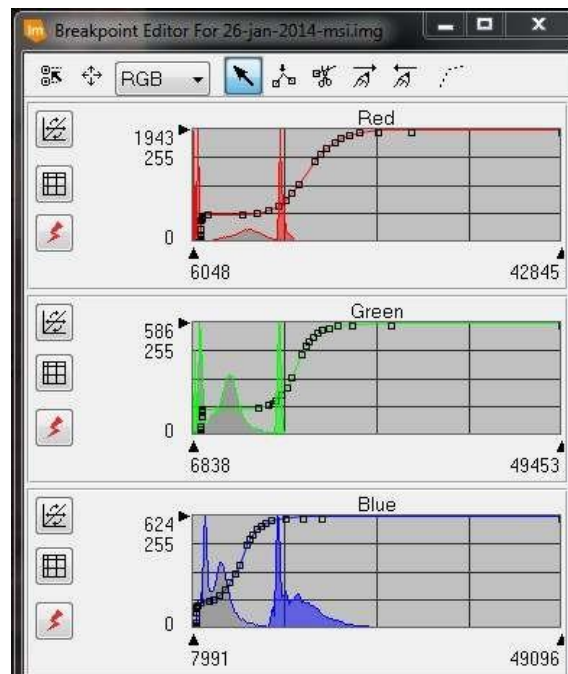 Im Breakpoint Editor For 26-jan-2014-msi.img
RGB
Red
1943
255
0
6048 42845
Green
586
255
0
6838 49453
Blue
624
255
0
7991 49096